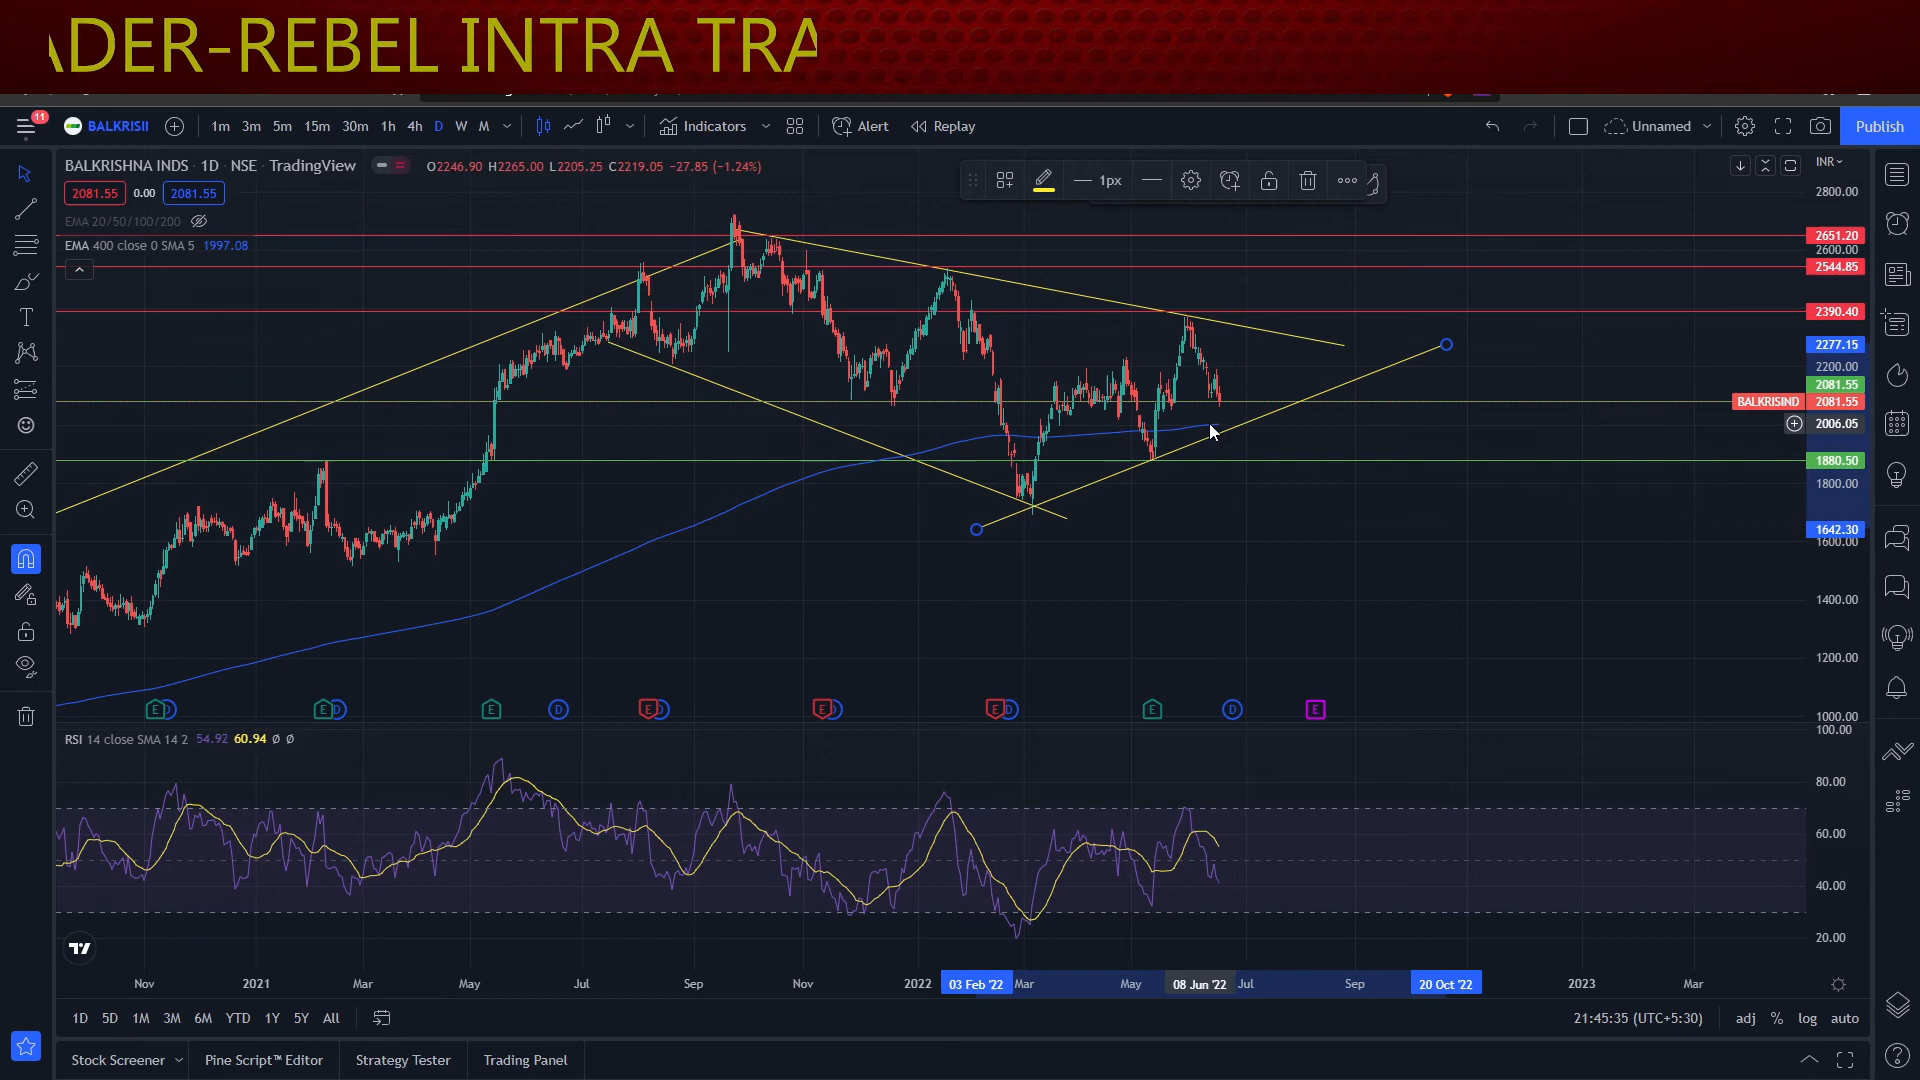 ADER-REBEL INTRA TRA
11
BALKRISII 1m 3m 5m 15m 30m 1h 4h D W M Indicators Alert Replay Unnamed Publish
BALKRISHNA INDS · 1D · NSE · TradingView O2246.90 H2265.00 L2205.25 C2219.05 −27.85 (−1.24%)
1px
INR
2081.55 0.00 2081.55
2800.00
EMA 20/50/100/200
EMA 400 close 0 SMA 5 1997.08
2651.20
2600.00
2544.85
2390.40
2277.15
2200.00
2081.55
BALKRISIND 2081.55
2006.05
1880.50
1800.00
1642.30
1600.00
1400.00
1200.00
1000.00
E D E D E D E D E D E D E D E
RSI 14 close SMA 14 2 54.92 60.94 Ø Ø
100.00
80.00
60.00
40.00
20.00
Nov 2021 Mar May Jul Sep Nov 2022 03 Feb '22 Mar May 08 Jun '22 Jul Sep 20 Oct '22 2023 Mar
1D 5D 1M 3M 6M YTD 1Y 5Y All 21:45:35 (UTC+5:30) adj % log auto
Stock Screener Pine Script™ Editor Strategy Tester Trading Panel